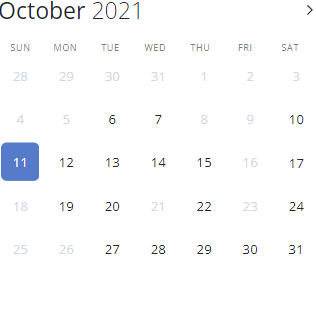 October 2021
SUN MON TUE WED THU FRI SAT
28 29 30 31 1 2 3
4 5 6 7 8 9 10
11 12 13 14 15 16 17
18 19 20 21 22 23 24
25 26 27 28 29 30 31